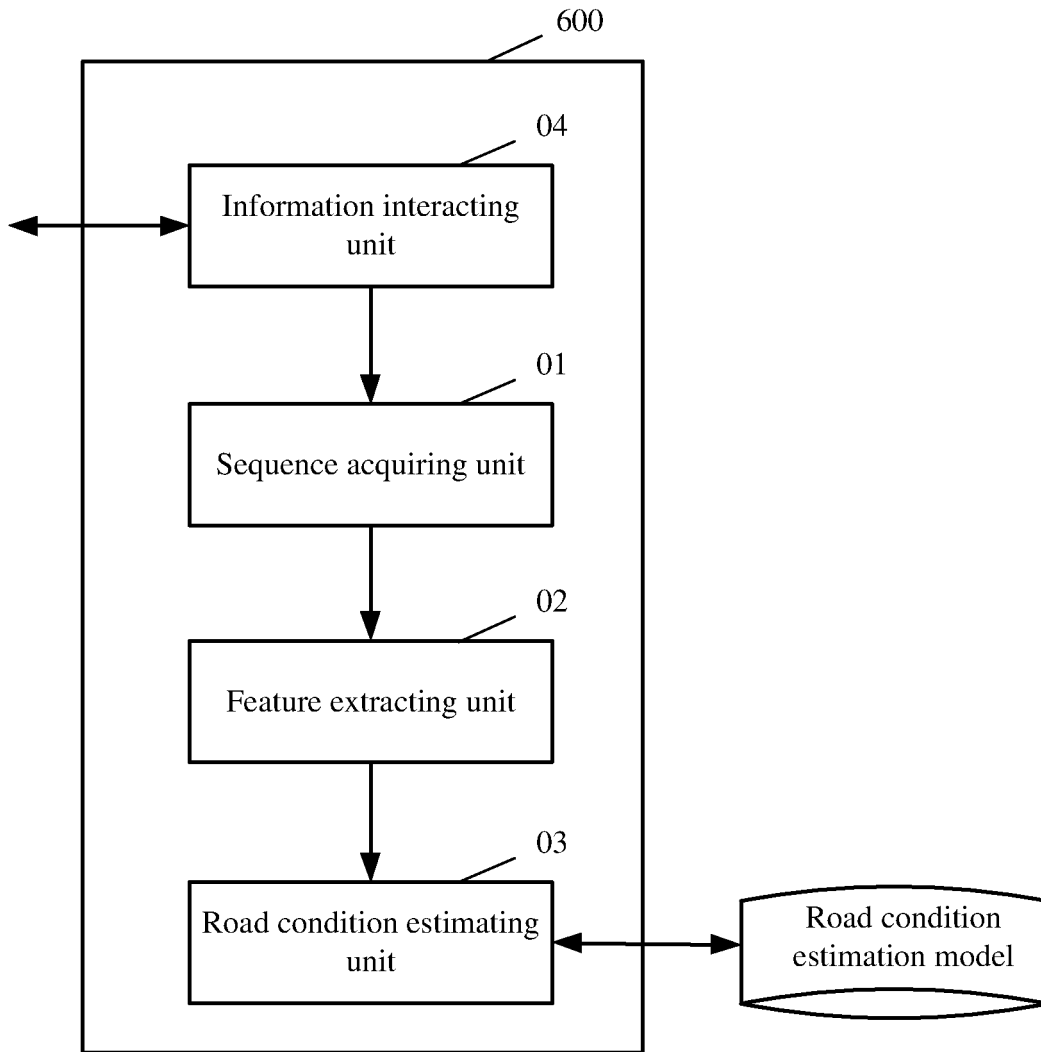 600
04
Information interacting
unit
01
Sequence acquiring unit
02
Feature extracting unit
03
Road condition estimating
unit
Road condition
estimation model